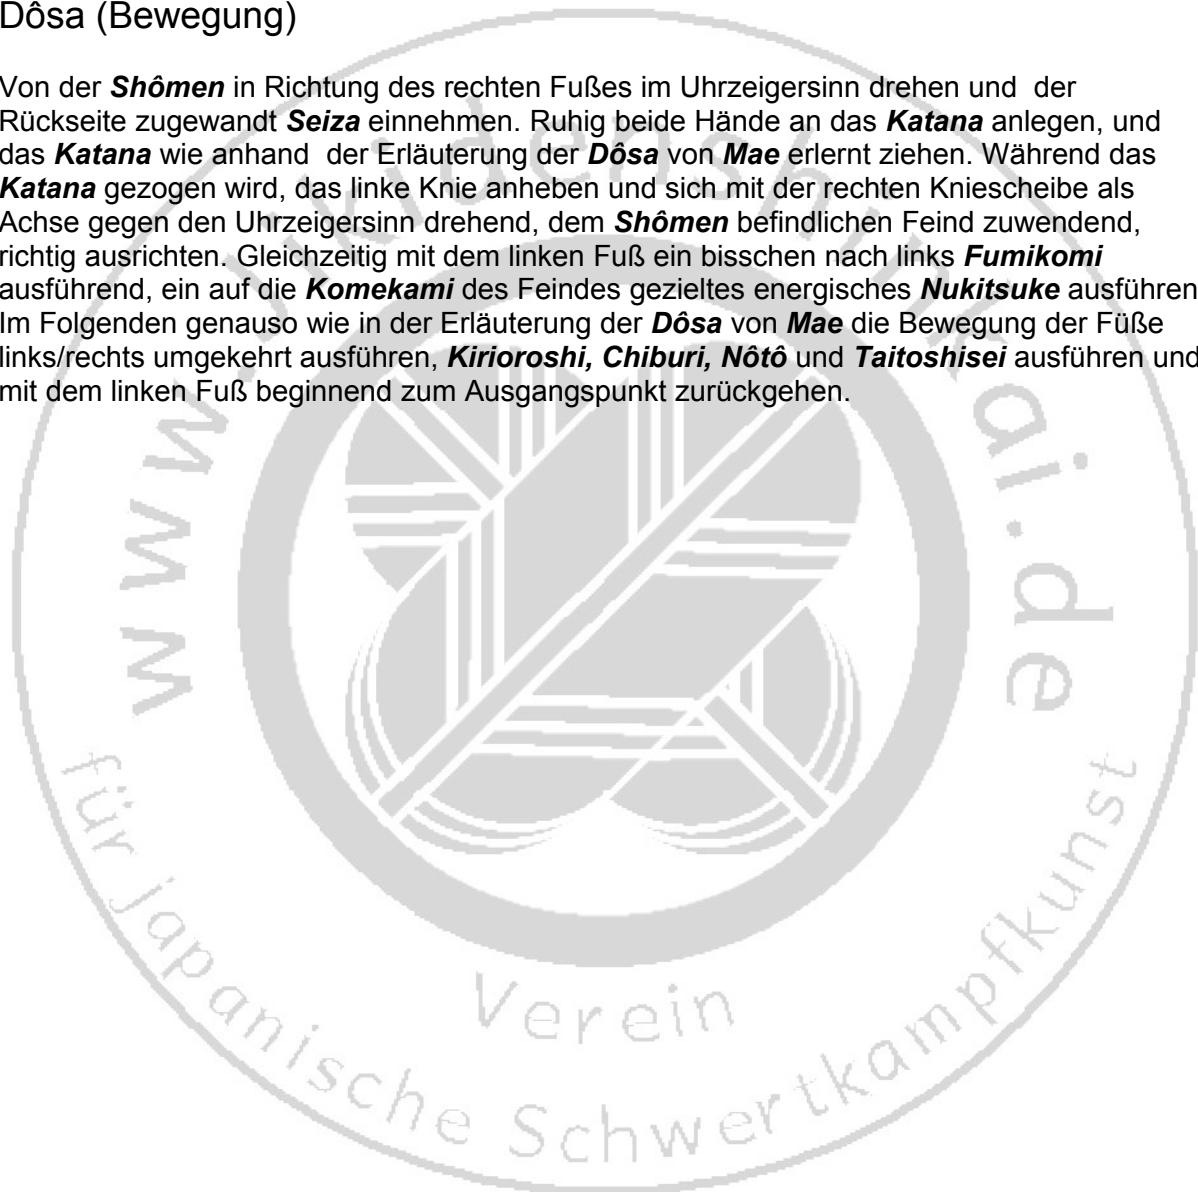 Dôsa (Bewegung)
Von der Shômen in Richtung des rechten Fußes im Uhrzeigersinn drehen und  der
Rückseite zugewandt Seiza einnehmen. Ruhig beide Hände an das Katana anlegen, und
das Katana wie anhand  der Erläuterung der Dôsa von Mae erlernt ziehen. Während das
Katana gezogen wird, das linke Knie anheben und sich mit der rechten Kniescheibe als
Achse gegen den Uhrzeigersinn drehend, dem Shômen befindlichen Feind zuwendend,
richtig ausrichten. Gleichzeitig mit dem linken Fuß ein bisschen nach links Fumikomi
ausführend, ein auf die Komekami des Feindes gezieltes energisches Nukitsuke ausführen
Im Folgenden genauso wie in der Erläuterung der Dôsa von Mae die Bewegung der Füße
links/rechts umgekehrt ausführen, Kirioroshi, Chiburi, Nôtô und Taitoshisei ausführen und
mit dem linken Fuß beginnend zum Ausgangspunkt zurückgehen.
www.jikidenshinkai.de
Verein
für japanische Schwertkampfkunst